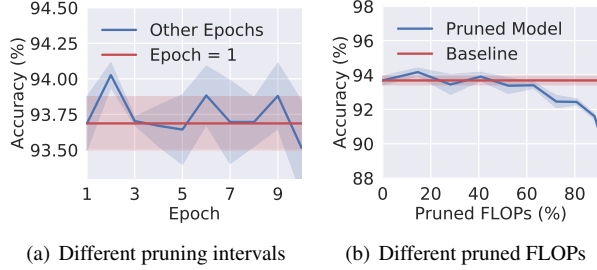 94.50
94.25
94.00
93.75
93.50
Accuracy (%)
Other Epochs
Epoch = 1
1 3 5 7 9
Epoch
(a) Different pruning intervals
98
96
94
92
90
88
Accuracy (%)
Pruned Model
Baseline
0 20 40 60 80
Pruned FLOPs (%)
(b) Different pruned FLOPs